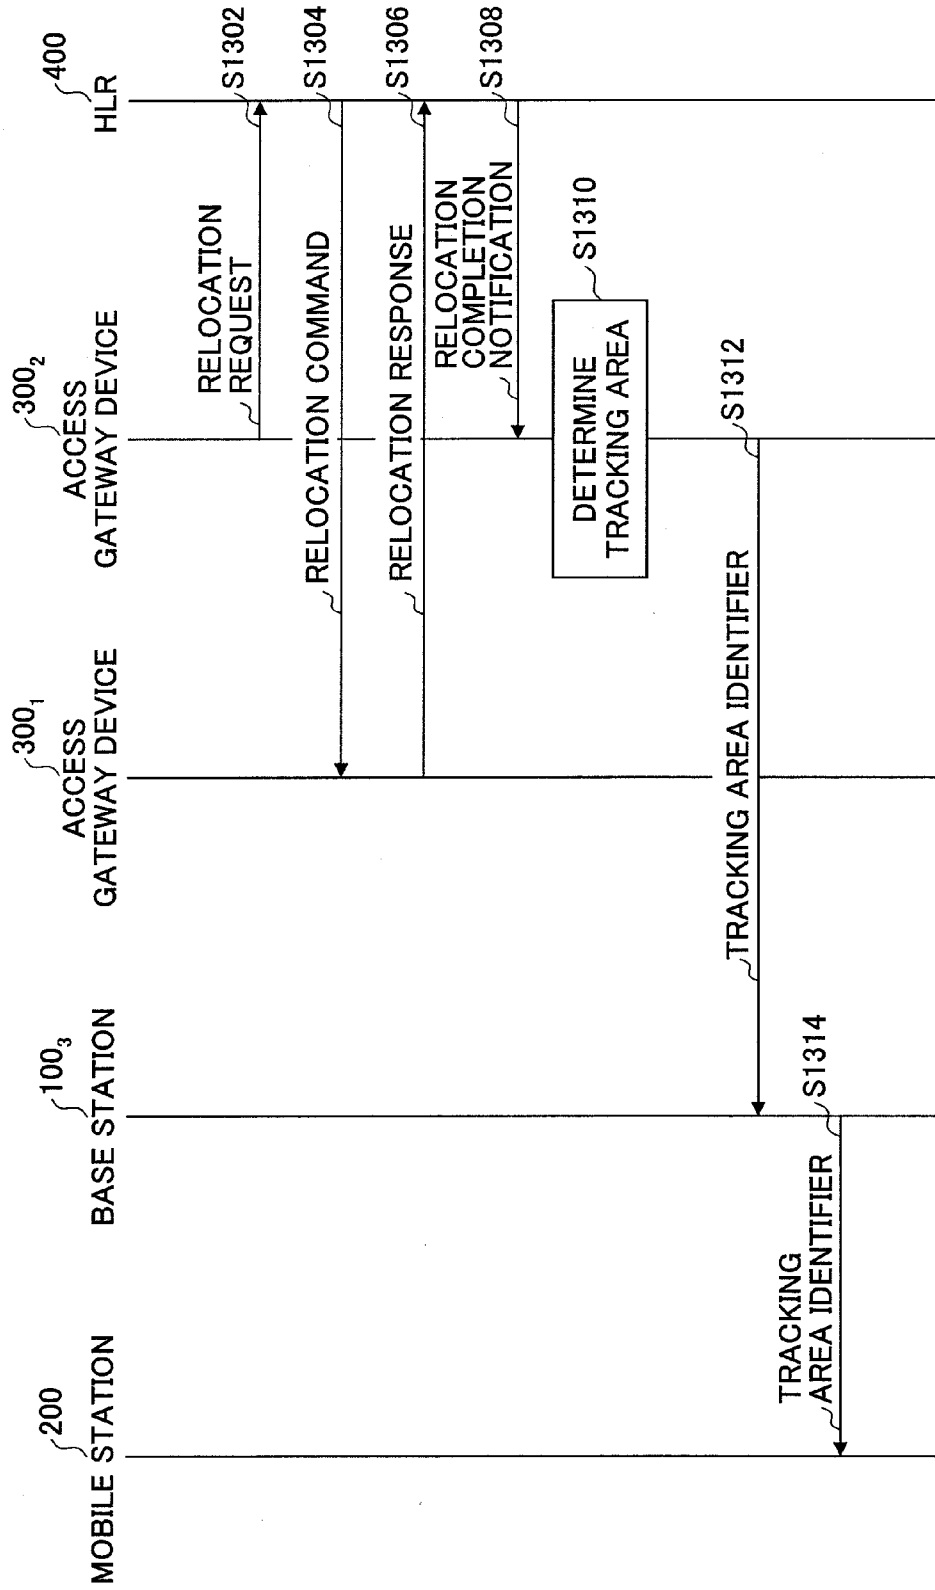 MOBILE STATION
200
BASE STATION
100₃
ACCESS
GATEWAY DEVICE
300₁
ACCESS
GATEWAY DEVICE
300₂
HLR
400
RELOCATION
REQUEST
S1302
RELOCATION COMMAND
S1304
RELOCATION RESPONSE
S1306
RELOCATION
COMPLETION
NOTIFICATION
S1308
DETERMINE
TRACKING AREA
S1310
TRACKING AREA IDENTIFIER
S1312
TRACKING
AREA IDENTIFIER
S1314